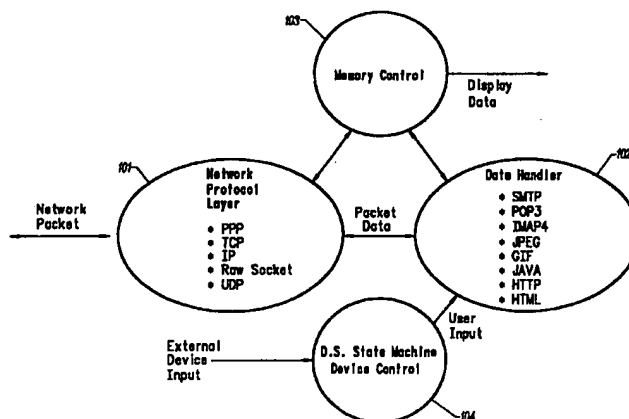 103
Memory Control
Display
Data
101
Network
Protocol
Layer
* PPP
* TCP
* IP
* Raw Socket
* UDP
Network
Packet
Packet
Data
102
Data Handler
* SMTP
* POP3
* IMAP4
* JPEG
* GIF
* JAVA
* HTTP
* HTML
User
Input
External
Device
Input
D.S. State Machine
Device Control
104